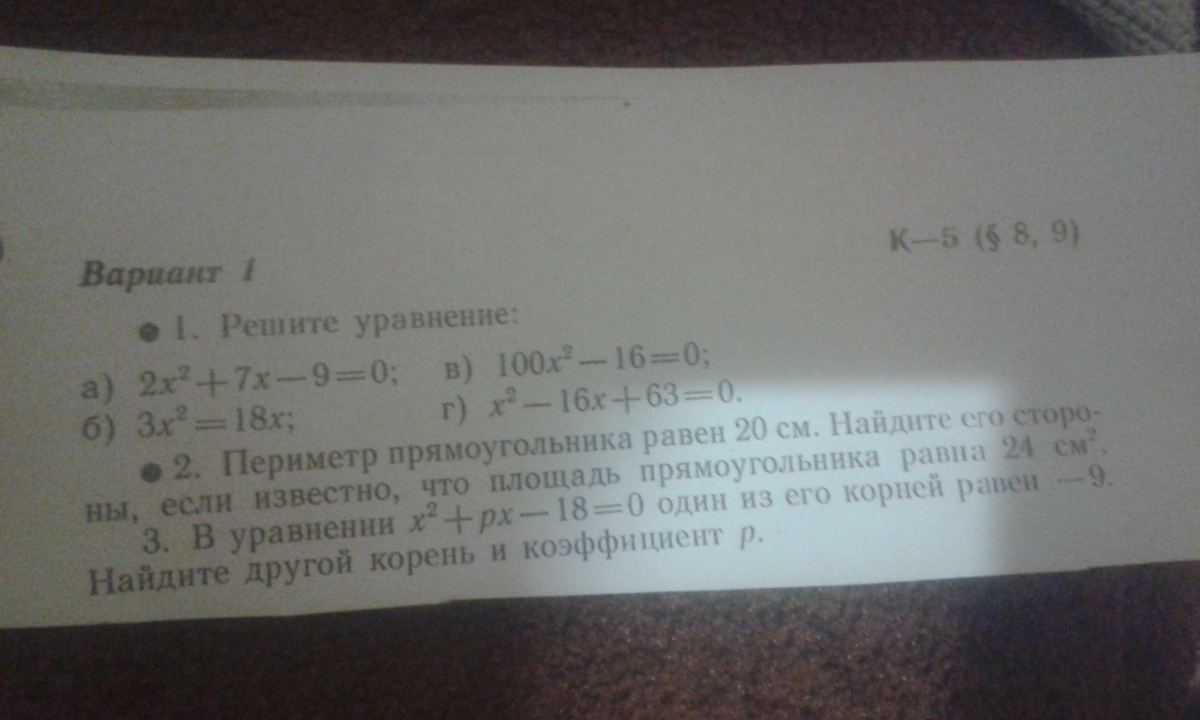 К—5 (§ 8, 9)
Вариант 1
● 1. Решите уравнение:
а) 2x²+7x—9=0; в) 100x²—16=0;
б) 3x²=18x; г) x²—16x+63=0.
● 2. Периметр прямоугольника равен 20 см. Найдите его сторо-
ны, если известно, что площадь прямоугольника равна 24 см².
3. В уравнении x²+px—18=0 один из его корней равен —9.
Найдите другой корень и коэффициент p.